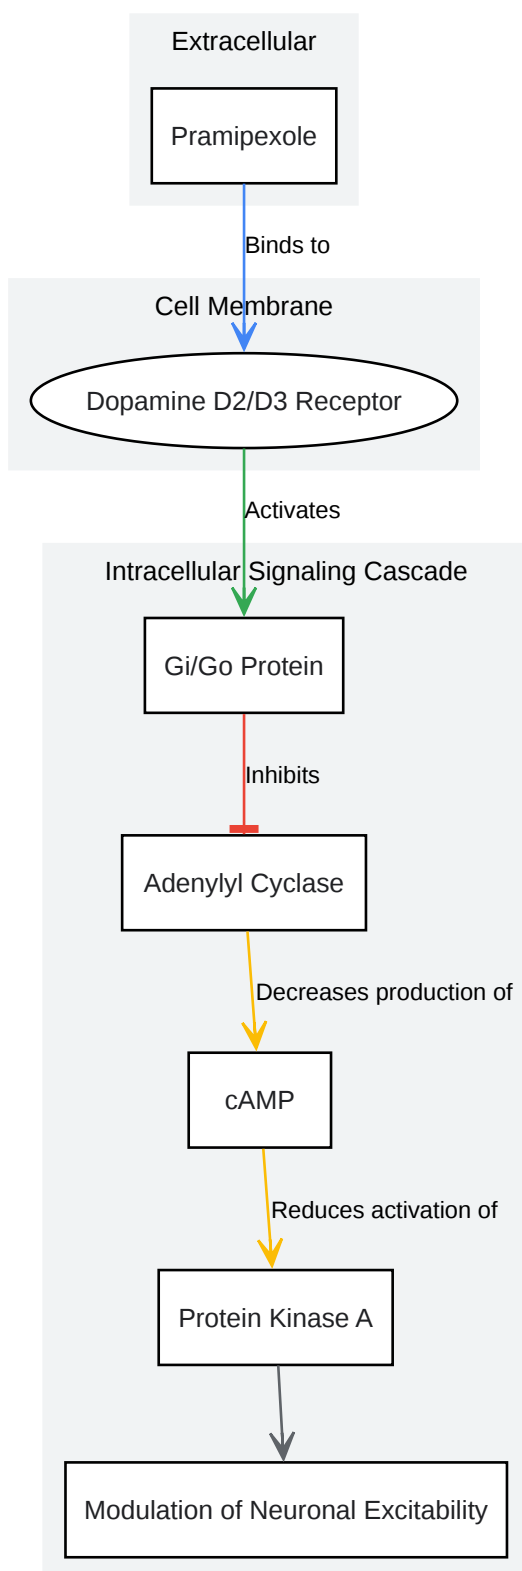 Extracellular
Pramipexole
Binds to
Cell Membrane
Dopamine D2/D3 Receptor
Activates
Intracellular Signaling Cascade
Gi/Go Protein
Inhibits
Adenylyl Cyclase
Decreases production of
cAMP
Reduces activation of
Protein Kinase A
Modulation of Neuronal Excitability